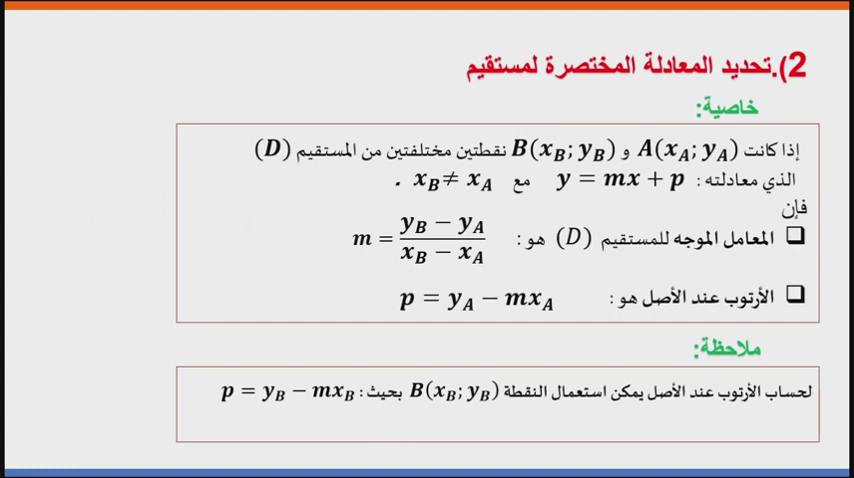 2).تحديد المعادلة المختصرة لمستقيم
خاصية:
إذا كانت A(x_A; y_A) و B(x_B; y_B) نقطتين مختلفتين من المستقيم (D)
الذي معادلته : y = mx + p مع x_B ≠ x_A .
فإن
❑ المعامل الموجه للمستقيم (D) هو : m = (y_B − y_A)/(x_B − x_A)
❑ الأرتوب عند الأصل هو : p = y_A − mx_A
ملاحظة:
لحساب الأرتوب عند الأصل يمكن استعمال النقطة B(x_B; y_B) بحيث : p = y_B − mx_B